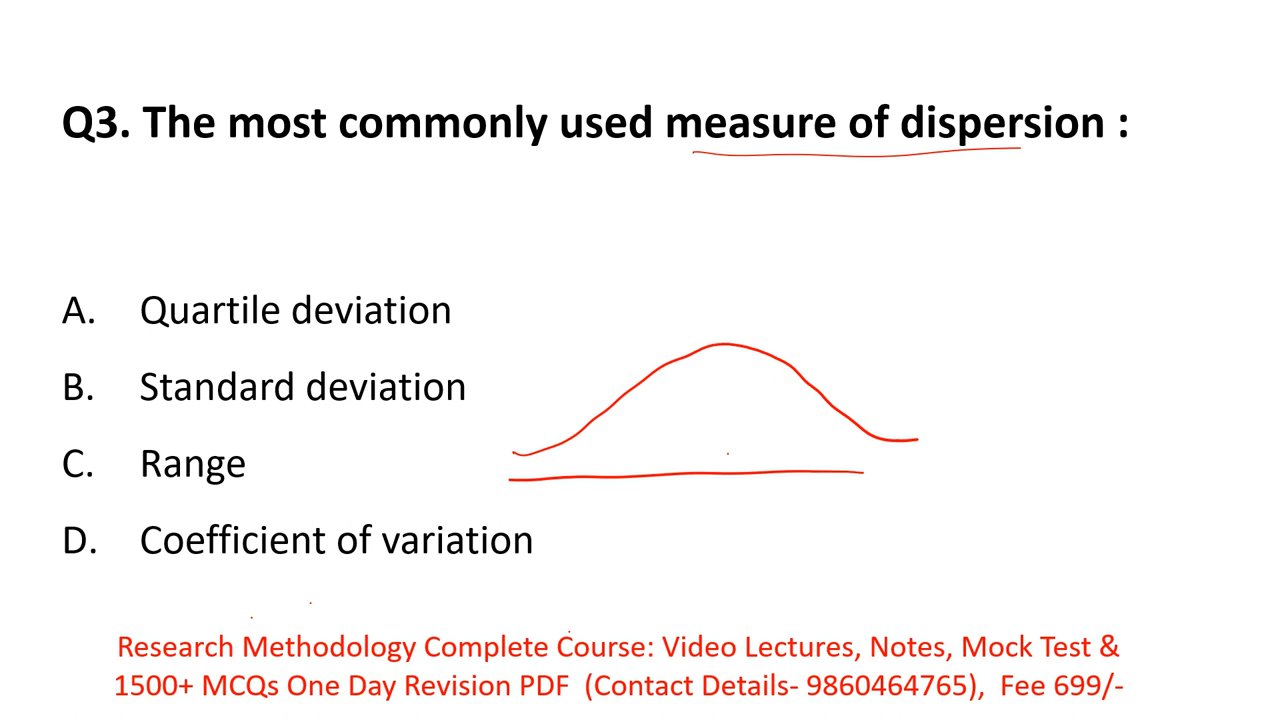 Q3. The most commonly used measure of dispersion :
A. Quartile deviation
B. Standard deviation
C. Range
D. Coefficient of variation
Research Methodology Complete Course: Video Lectures, Notes, Mock Test &
1500+ MCQs One Day Revision PDF (Contact Details- 9860464765), Fee 699/-